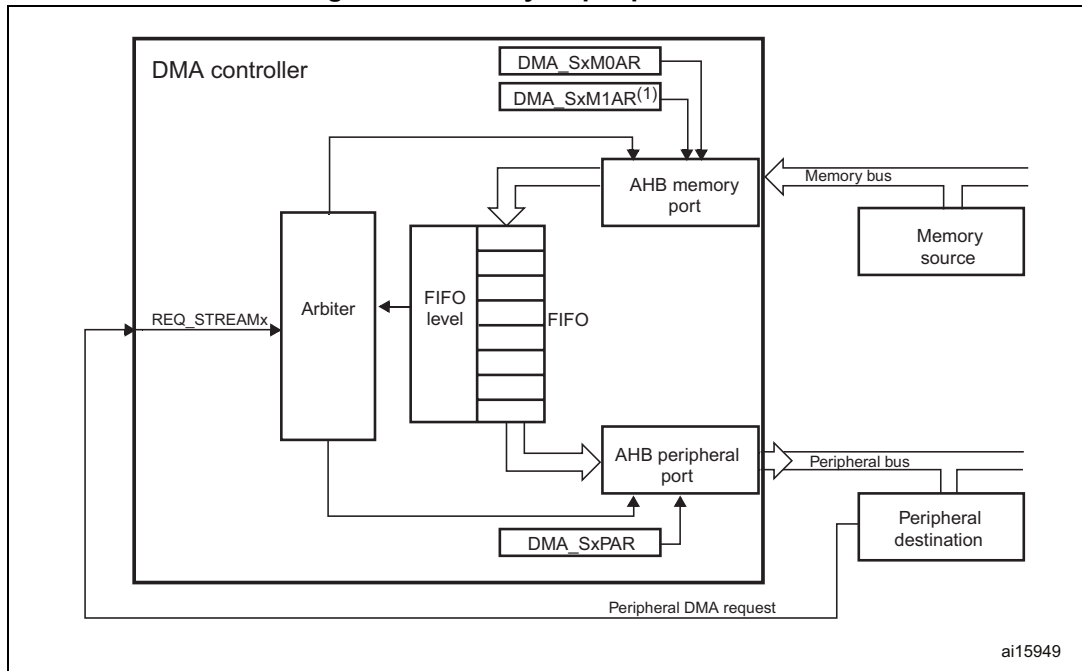 DMA controller
DMA_SxM0AR
DMA_SxM1AR(1)
AHB memory
port
Memory bus
Memory
source
Arbiter
FIFO
level
FIFO
REQ_STREAMx
AHB peripheral
port
Peripheral bus
DMA_SxPAR
Peripheral
destination
Peripheral DMA request
ai15949